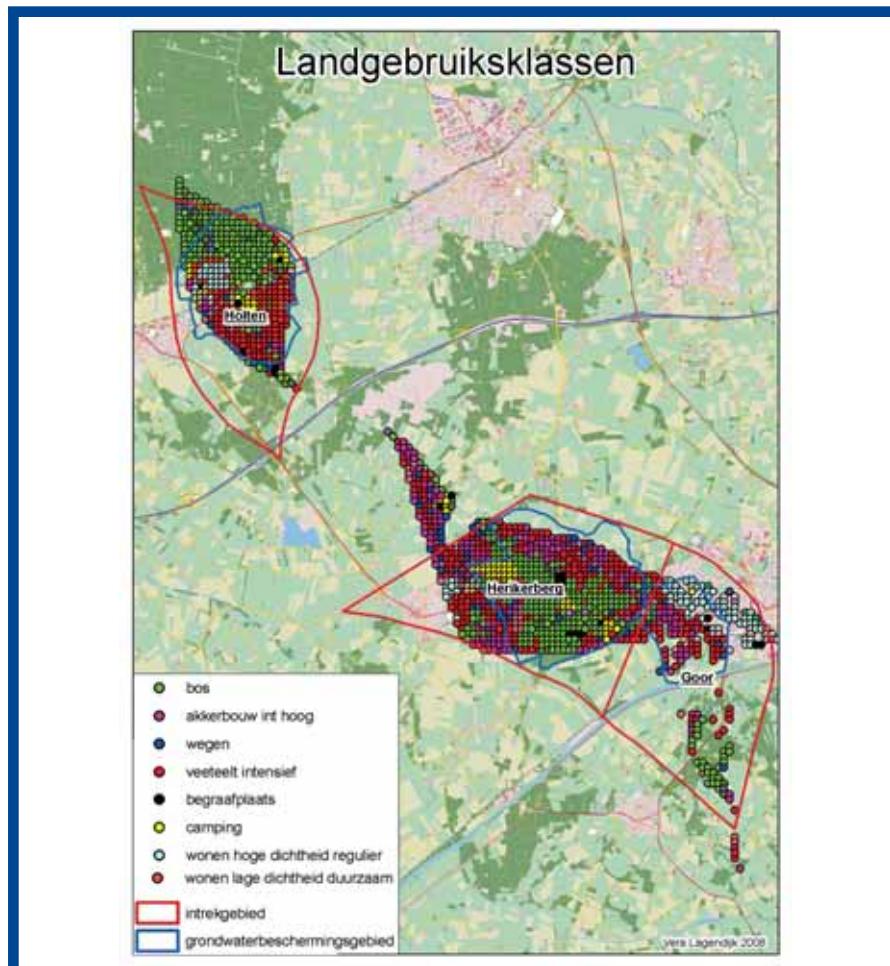 Landgebruiksklassen
Holten
Herikerberg
Goor
bos
akkerbouw int hoog
wegen
veeteelt intensief
begraafplaats
camping
wonen hoge dichtheid regulier
wonen lage dichtheid duurzaam
intrekgebied
grondwaterbeschermingsgebied
Vera Lagendijk 2008